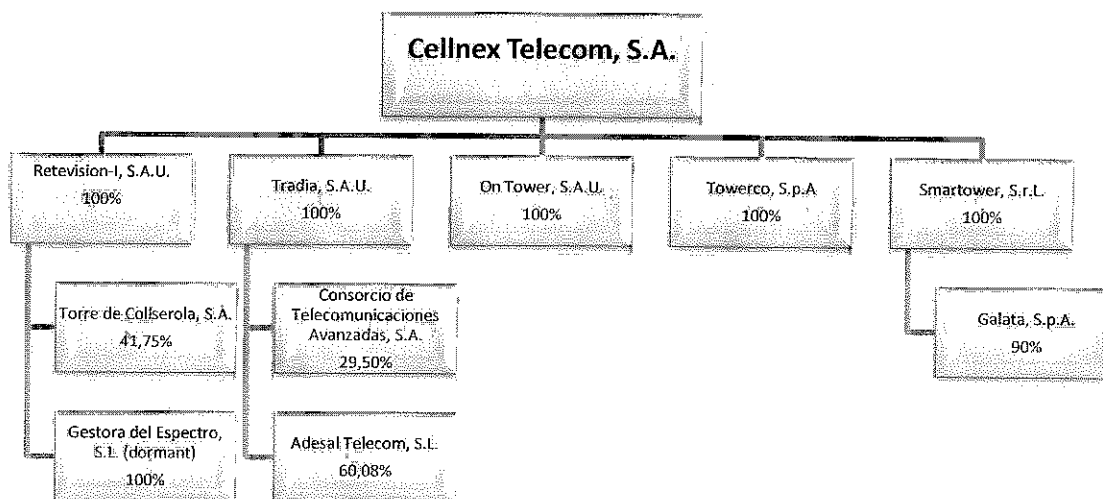 Cellnex Telecom, S.A.
Retevision-I, S.A.U.
100%
Tradia, S.A.U.
100%
On Tower, S.A.U.
100%
Towerco, S.p.A
100%
Smartower, S.r.L.
100%
Torre de Collserola, S.A.
41,75%
Consorcio de
Telecomunicaciones
Avanzadas, S.A.
29,50%
Galata, S.p.A.
90%
Gestora del Espectro,
S.L. (dormant)
100%
Adesal Telecom, S.L.
60,08%